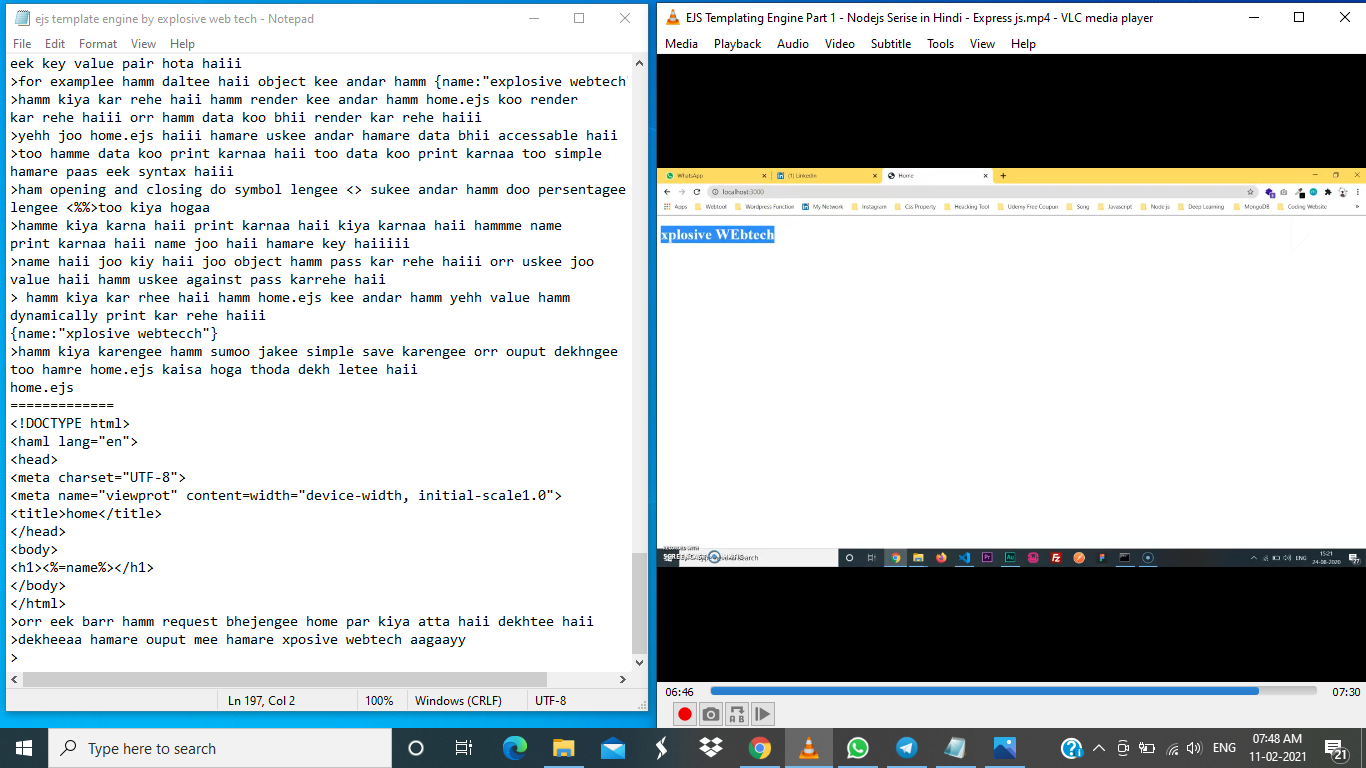 ejs template engine by explosive web tech - Notepad
File Edit Format View Help
eek key value pair hota haiii
>for examplee hamm daltee haii object kee andar hamm {name:"explosive webtech"
>hamm kiya kar rehe haii hamm render kee andar hamm home.ejs koo render
kar rehe haiii orr hamm data koo bhii render kar rehe haiii
>yehh joo home.ejs haiii hamare uskee andar hamare data bhii accessable haii
>too hamme data koo print karnaa haii too data koo print karnaa too simple
hamare paas eek syntax haiii
>ham opening and closing do symbol lengee <> sukee andar hamm doo persentagee
lengee <%%>too kiya hogaa
>hamme kiya karna haii print karnaa haii kiya karnaa haii hammme name
print karnaa haii name joo haii hamare key haiiiii
>name haii joo kiy haii joo object hamm pass kar rehe haiii orr uskee joo
value haii hamm uskee against pass karrehe haii
> hamm kiya kar rhee haii hamm home.ejs kee andar hamm yehh value hamm
dynamically print kar rehe haiii
{name:"xplosive webtecch"}
>hamm kiya karengee hamm sumoo jakee simple save karengee orr ouput dekhngee
too hamre home.ejs kaisa hoga thoda dekh letee haii
home.ejs
=============
<!DOCTYPE html>
<haml lang="en">
<head>
<meta charset="UTF-8">
<meta name="viewprot" content=width="device-width, initial-scale1.0">
<title>home</title>
</head>
<body>
<h1><%=name%></h1>
</body>
</html>
>orr eek barr hamm request bhejengee home par kiya atta haii dekhtee haii
>dekheeaa hamare ouput mee hamare xposive webtech aagaayy
>
Ln 197, Col 2 100% Windows (CRLF) UTF-8
EJS Templating Engine Part 1 - Nodejs Serise in Hindi - Express js.mp4 - VLC media player
Media Playback Audio Video Subtitle Tools View Help
WhatsApp (1) LinkedIn Home
localhost:3000
Apps Webtout Wordpress Function My Network Instagram Css Property Heucking Tool Udemy Free Coupon Song Javascript Node js Deep Learning MongoDB Coding Website
xplosive WEbtech
ENG 15:21
24-08-2020
06:46 07:30
Type here to search
ENG 07:48 AM
11-02-2021
21